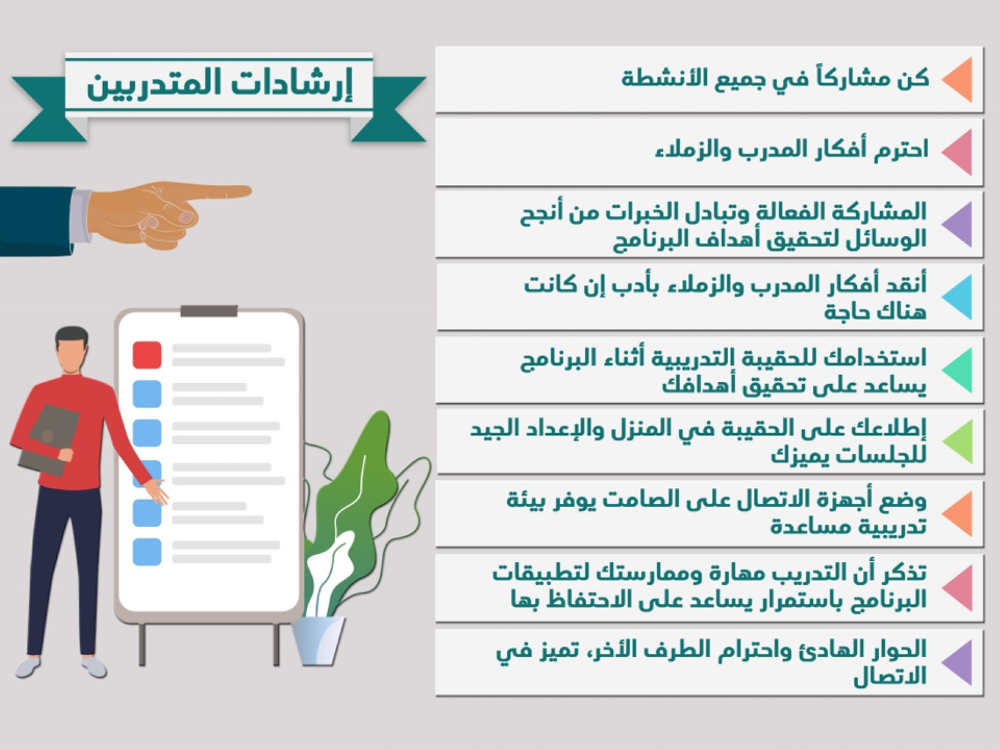 إرشادات المتدربين
كن مشاركاً في جميع الأنشطة
احترم أفكار المدرب والزملاء
المشاركة الفعالة وتبادل الخبرات من أنجح
الوسائل لتحقيق أهداف البرنامج
أنقد أفكار المدرب والزملاء بأدب إن كانت
هناك حاجة
استخدامك للحقيبة التدريبية أثناء البرنامج
يساعد على تحقيق أهدافك
إطلاعك على الحقيبة في المنزل والإعداد الجيد
للجلسات يميزك
وضع أجهزة الاتصال على الصامت يوفر بيئة
تدريبية مساعدة
تذكر أن التدريب مهارة وممارستك لتطبيقات
البرنامج باستمرار يساعد على الاحتفاظ بها
الحوار الهادئ واحترام الطرف الأخر، تميز في
الاتصال